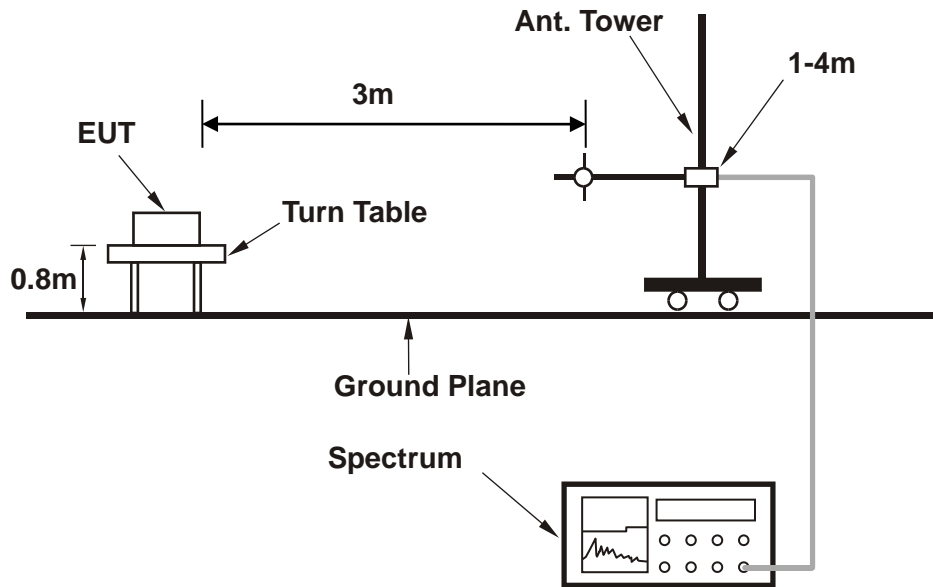 Ant. Tower
1-4m
3m
EUT
Turn Table
0.8m
Ground Plane
Spectrum